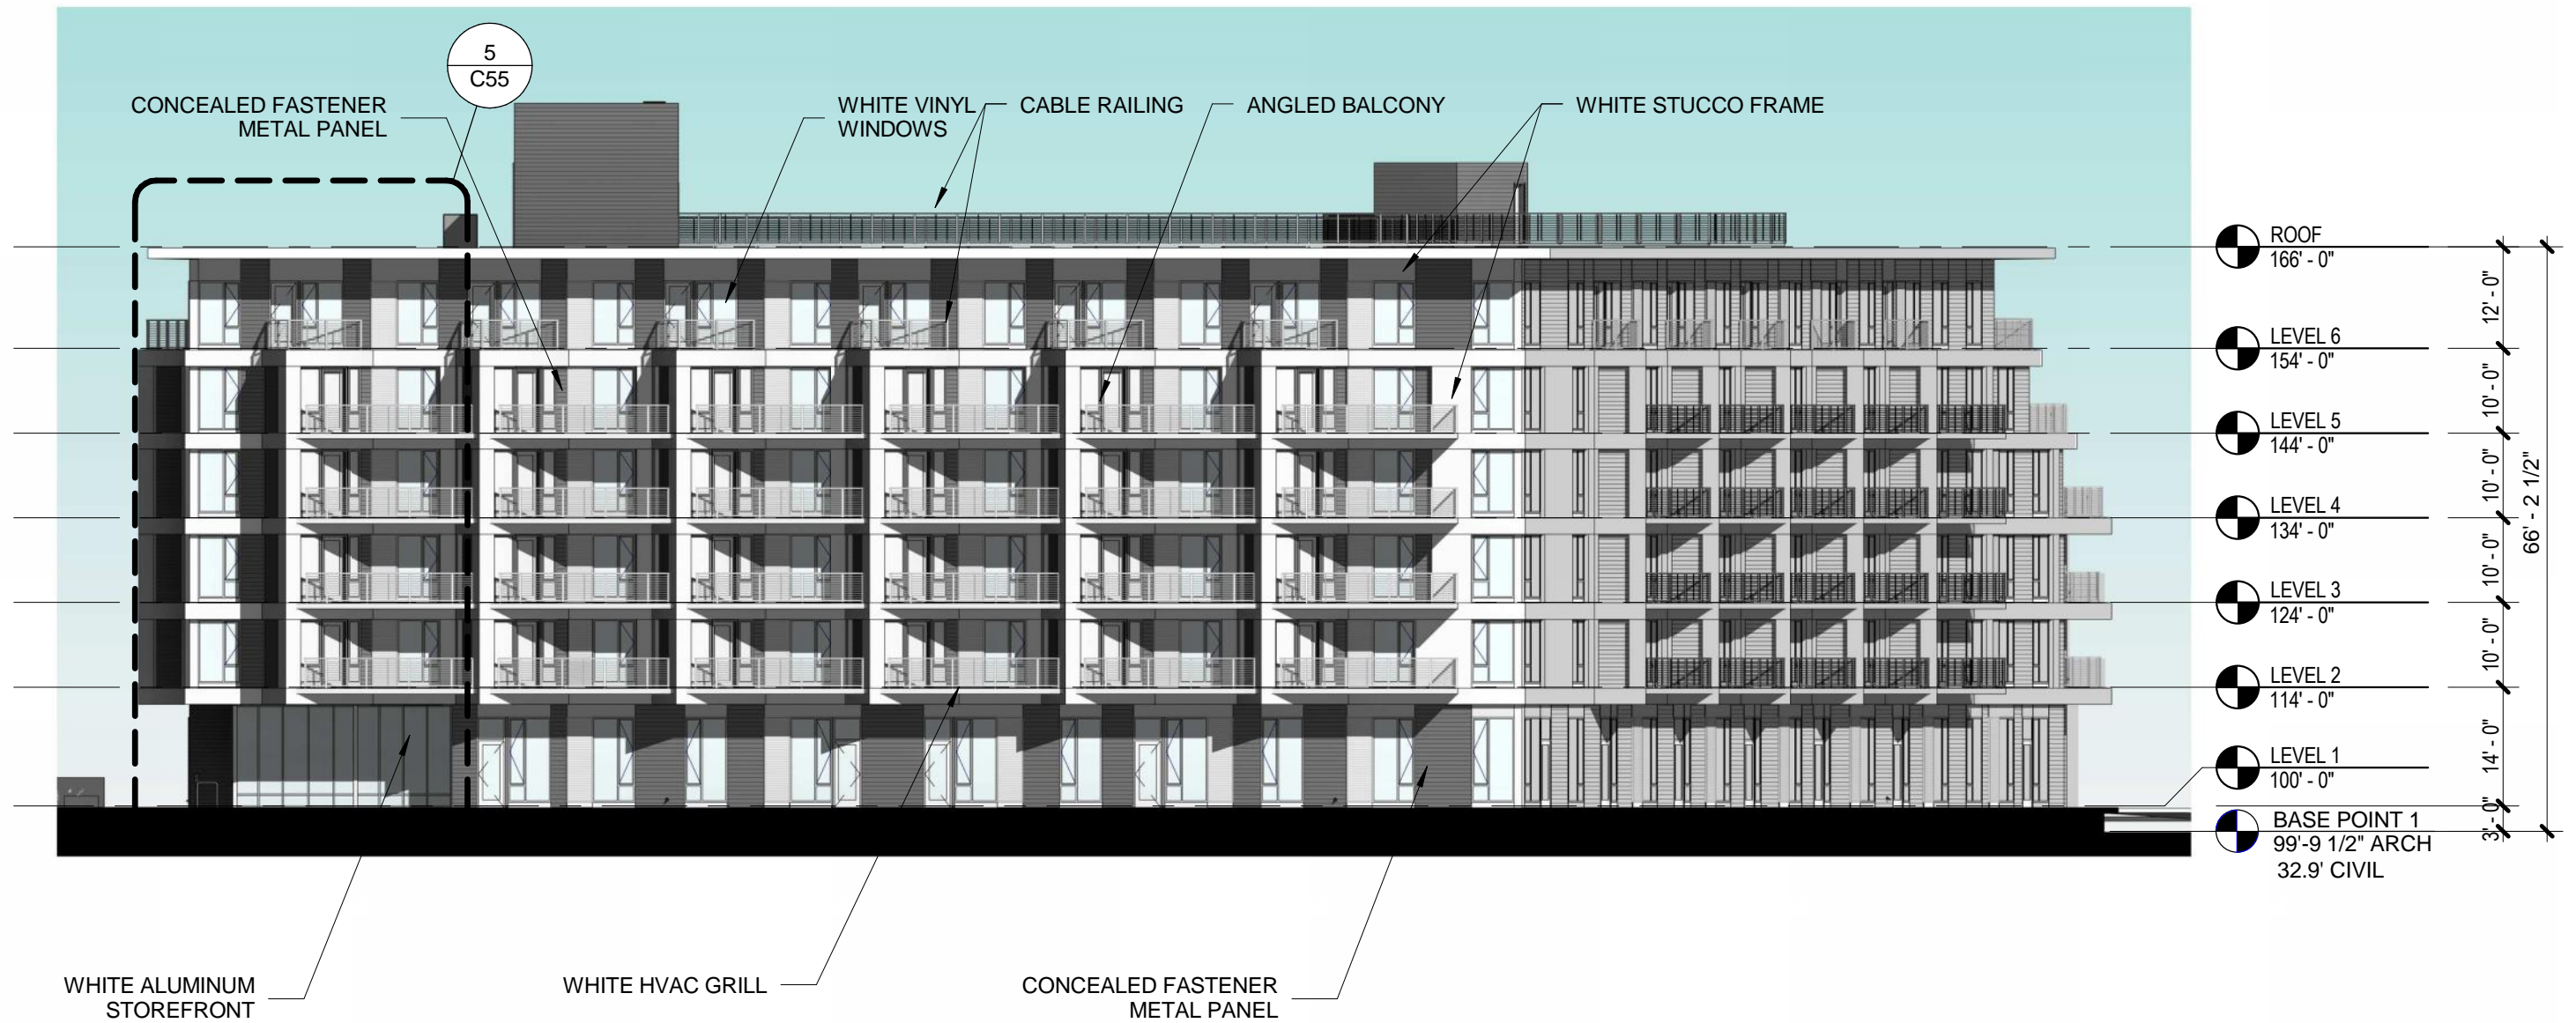 5
C55
CONCEALED FASTENER
METAL PANEL
WHITE VINYL
WINDOWS
CABLE RAILING
ANGLED BALCONY
WHITE STUCCO FRAME
ROOF
166' - 0"
12' - 0"
LEVEL 6
154' - 0"
10' - 0"
LEVEL 5
144' - 0"
10' - 0"
LEVEL 4
134' - 0"
10' - 0"
LEVEL 3
124' - 0"
10' - 0"
LEVEL 2
114' - 0"
14' - 0"
LEVEL 1
100' - 0"
3' - 0"
66' - 2 1/2"
BASE POINT 1
99'-9 1/2" ARCH
32.9' CIVIL
WHITE ALUMINUM
STOREFRONT
WHITE HVAC GRILL
CONCEALED FASTENER
METAL PANEL